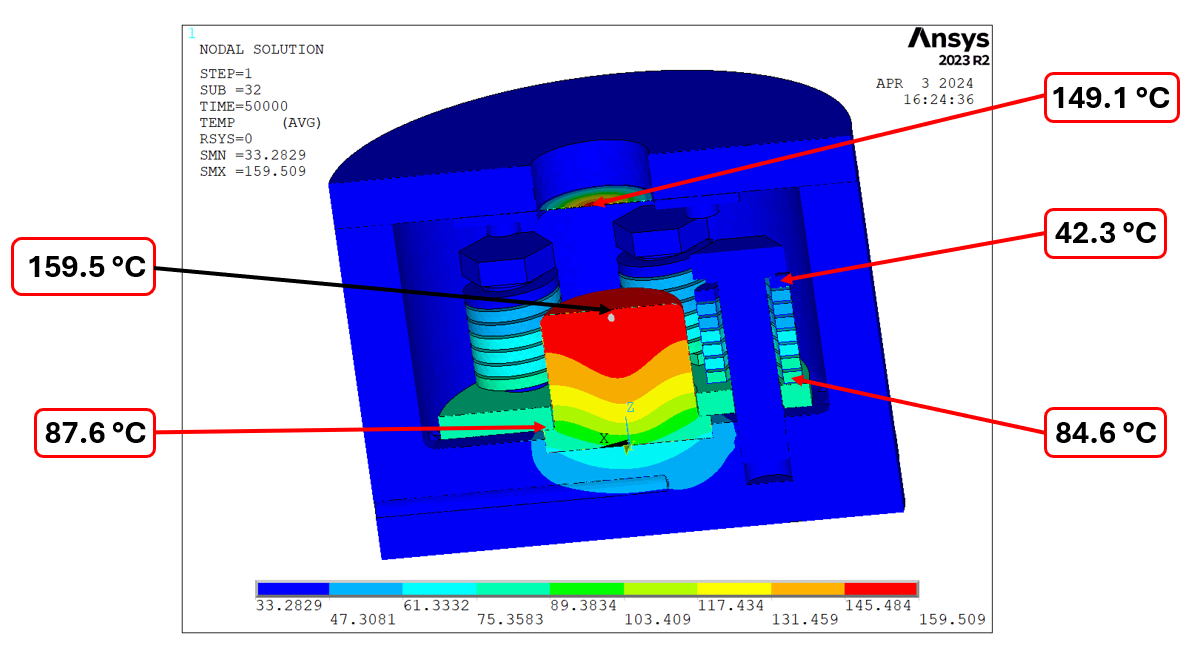 1
NODAL SOLUTION
STEP=1
SUB =32
TIME=50000
TEMP     (AVG)
RSYS=0
SMN =33.2829
SMX =159.509
Ansys
2023 R2
APR  3 2024
16:24:36
149.1 °C
42.3 °C
159.5 °C
87.6 °C
84.6 °C
Z
X
Y
33.2829 61.3332 89.3834 117.434 145.484
47.3081 75.3583 103.409 131.459 159.509